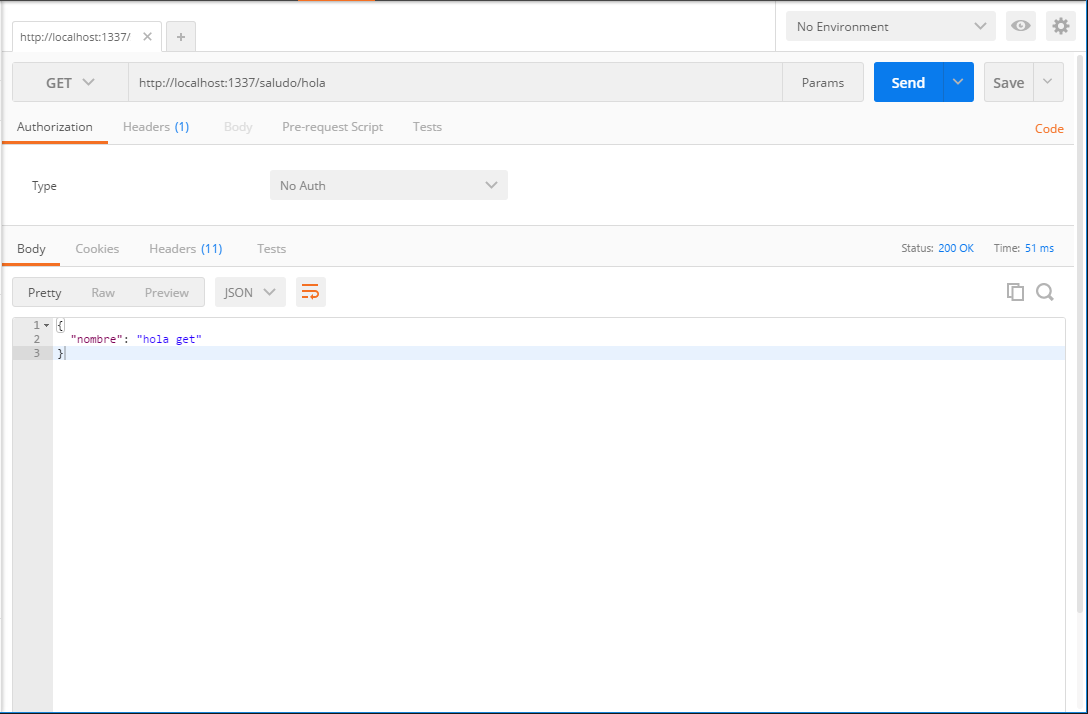 http://localhost:1337/
No Environment
GET http://localhost:1337/saludo/hola Params Send Save
Authorization Headers (1) Body Pre-request Script Tests Code
Type No Auth
Body Cookies Headers (11) Tests Status: 200 OK Time: 51 ms
Pretty Raw Preview JSON
1 {
2 "nombre": "hola get"
3 }